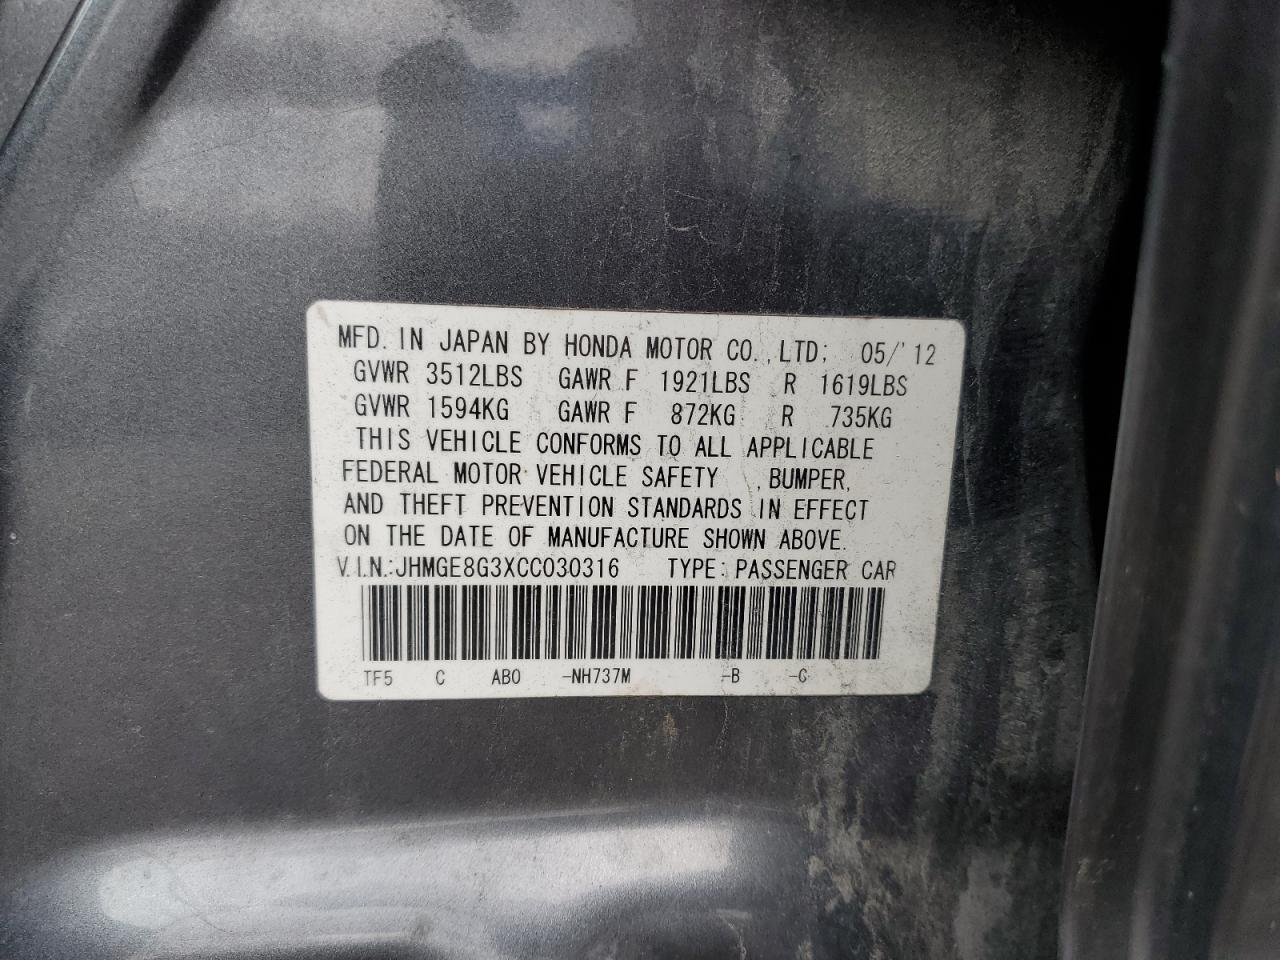 MFD. IN JAPAN BY HONDA MOTOR CO.,LTD; 05/'12
GVWR 3512LBS GAWR F 1921LBS R 1619LBS
GVWR 1594KG GAWR F 872KG R 735KG
THIS VEHICLE CONFORMS TO ALL APPLICABLE
FEDERAL MOTOR VEHICLE SAFETY ,BUMPER,
AND THEFT PREVENTION STANDARDS IN EFFECT
ON THE DATE OF MANUFACTURE SHOWN ABOVE.
V.I.N.:JHMGE8G3XCC030316 TYPE:PASSENGER CAR
TF5 C AB0 -NH737M -B -C